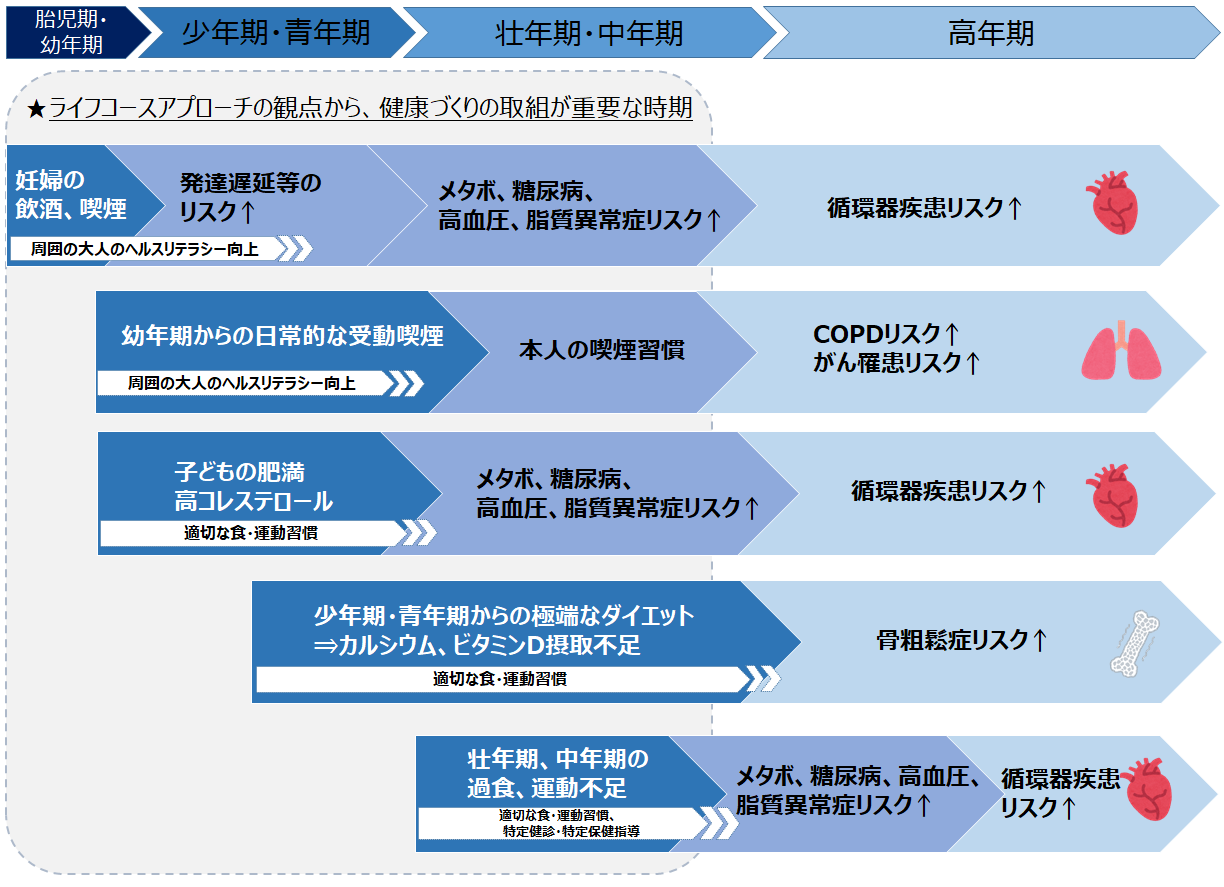 胎児期・
幼年期
少年期・青年期
壮年期・中年期
高年期
★ライフコースアプローチの観点から、健康づくりの取組が重要な時期
妊婦の
飲酒、喫煙
周囲の大人のヘルスリテラシー向上
発達遅延等の
リスク↑
メタボ、糖尿病、
高血圧、脂質異常症リスク↑
循環器疾患リスク↑
幼年期からの日常的な受動喫煙
周囲の大人のヘルスリテラシー向上
本人の喫煙習慣
COPDリスク↑
がん罹患リスク↑
子どもの肥満
高コレステロール
適切な食・運動習慣
メタボ、糖尿病、
高血圧、脂質異常症リスク↑
循環器疾患リスク↑
少年期・青年期からの極端なダイエット
⇒カルシウム、ビタミンD摂取不足
適切な食・運動習慣
骨粗鬆症リスク↑
壮年期、中年期の
過食、運動不足
適切な食・運動習慣、
特定健診・特定保健指導
メタボ、糖尿病、高血圧、
脂質異常症リスク↑
循環器疾患
リスク↑